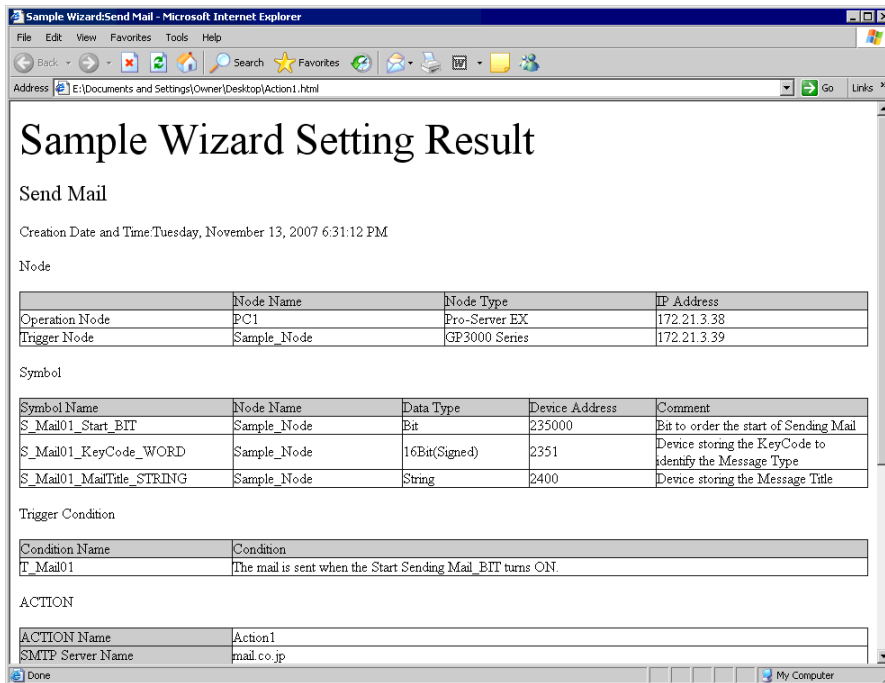 Sample Wizard:Send Mail - Microsoft Internet Explorer
File Edit View Favorites Tools Help
Back Search Favorites
Address E:\Documents and Settings\Owner\Desktop\Action1.html Go Links »
Sample Wizard Setting Result
Send Mail
Creation Date and Time:Tuesday, November 13, 2007 6:31:12 PM
Node
Node Name Node Type IP Address
Operation Node PC1 Pro-Server EX 172.21.3.38
Trigger Node Sample_Node GP3000 Series 172.21.3.39
Symbol
Symbol Name Node Name Data Type Device Address Comment
S_Mail01_Start_BIT Sample_Node Bit 235000 Bit to order the start of Sending Mail
S_Mail01_KeyCode_WORD Sample_Node 16Bit(Signed) 2351 Device storing the KeyCode to
identify the Message Type
S_Mail01_MailTitle_STRING Sample_Node String 2400 Device storing the Message Title
Trigger Condition
Condition Name Condition
T_Mail01 The mail is sent when the Start Sending Mail_BIT turns ON.
ACTION
ACTION Name Action1
SMTP Server Name mail.co.jp
Done My Computer